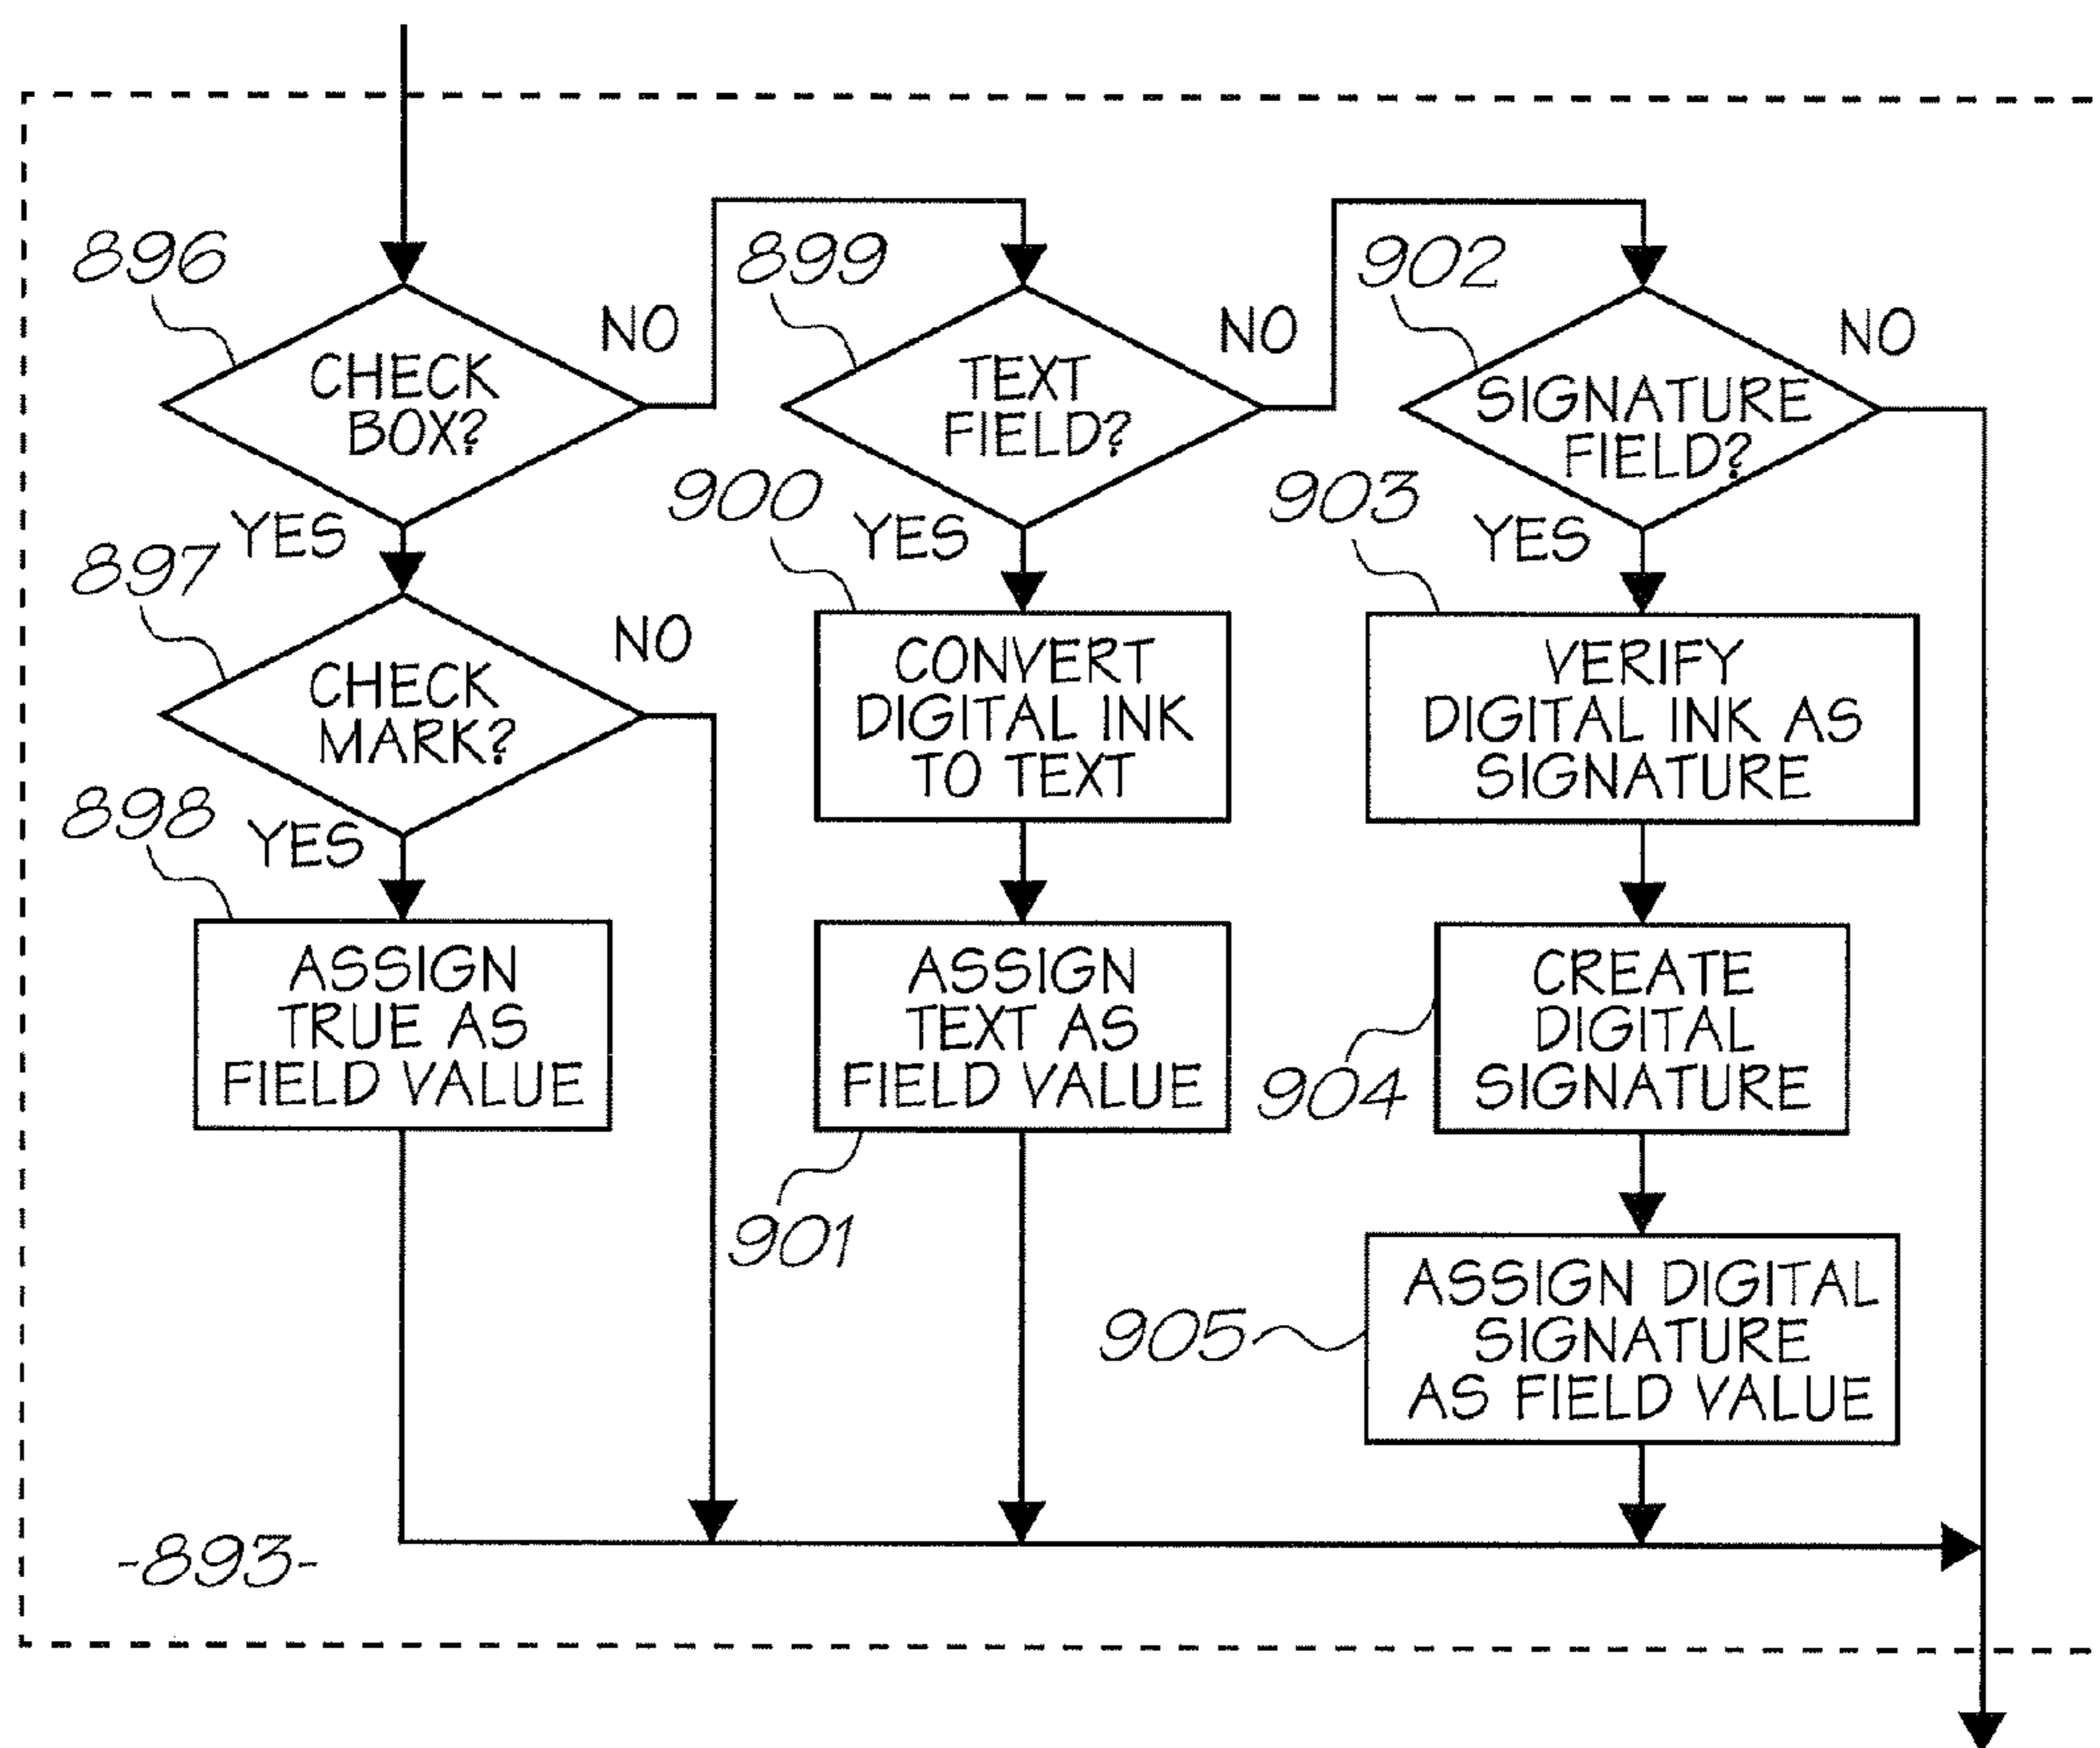 896
CHECK
BOX?
NO
YES
897
CHECK
MARK?
NO
YES
898
ASSIGN
TRUE AS
FIELD VALUE
899
TEXT
FIELD?
NO
YES
900
CONVERT
DIGITAL INK
TO TEXT
ASSIGN
TEXT AS
FIELD VALUE
901
902
SIGNATURE
FIELD?
NO
YES
903
VERIFY
DIGITAL INK AS
SIGNATURE
CREATE
DIGITAL
SIGNATURE
904
ASSIGN DIGITAL
SIGNATURE
AS FIELD VALUE
905
-893-